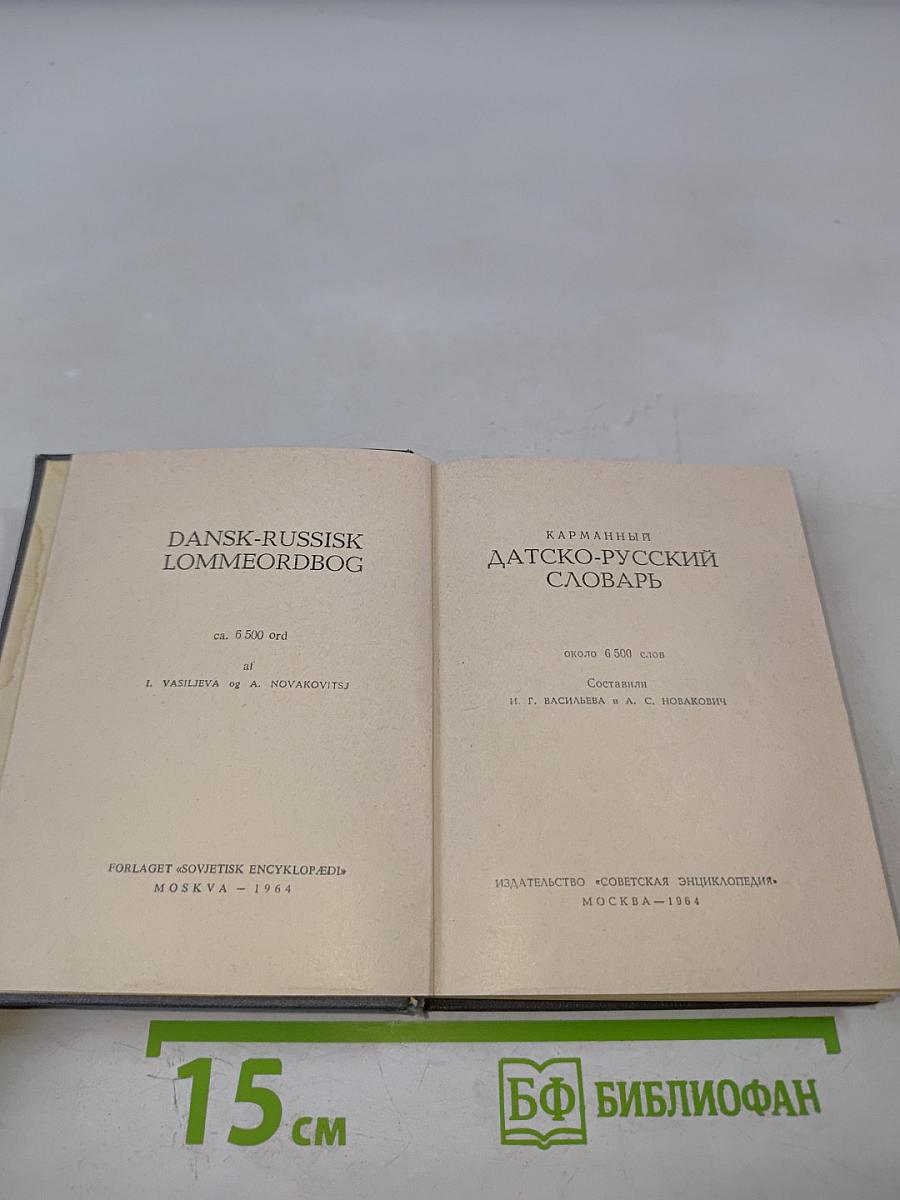 DANSK-RUSSISK
LOMMEORDBOG
ca. 6 500 ord
af
I. VASILJEVA og A. NOVAKOVITSJ
FORLAGET «SOVJETISK ENCYKLOPÆDI»
MOSKVA — 1964
КАРМАННЫЙ
ДАТСКО-РУССКИЙ
СЛОВАРЬ
около 6 500 слов
Составили
И. Г. ВАСИЛЬЕВА и А. С. НОВАКОВИЧ
ИЗДАТЕЛЬСТВО «СОВЕТСКАЯ ЭНЦИКЛОПЕДИЯ»
МОСКВА — 1964
15 см
БФ БИБЛИОФАН